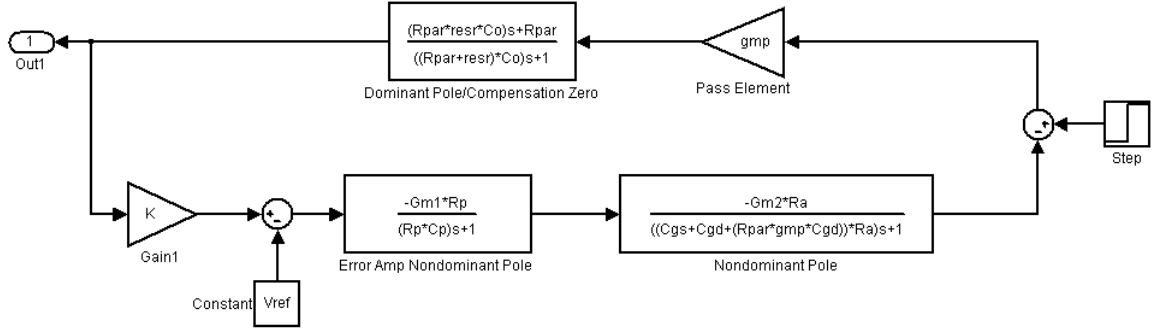 1
Out1
(Rpar*resr*Co)s+Rpar
((Rpar+resr)*Co)s+1
Dominant Pole/Compensation Zero
gmp
Pass Element
Step
K
Gain1
-Gm1*Rp
(Rp*Cp)s+1
Error Amp Nondominant Pole
-Gm2*Ra
((Cgs+Cgd+(Rpar*gmp*Cgd))*Ra)s+1
Nondominant Pole
Constant
Vref